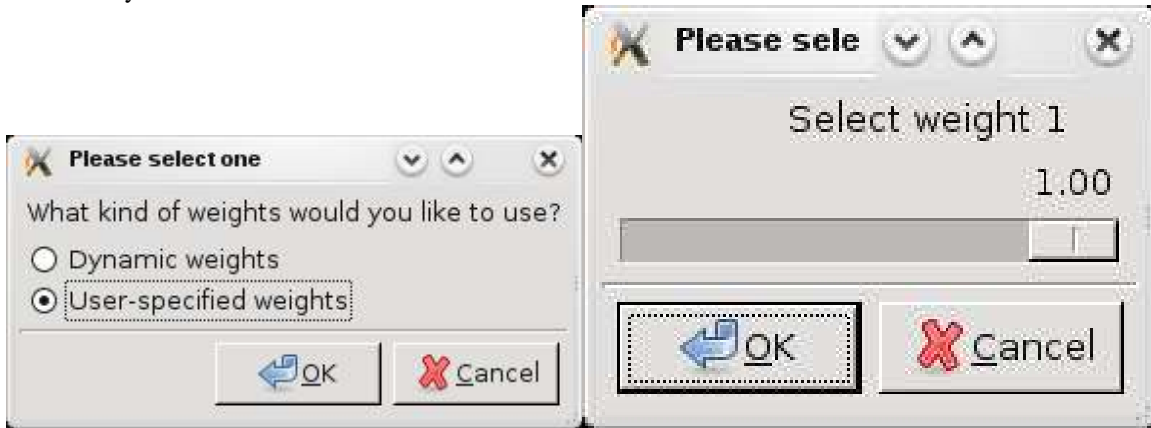 Please select one
What kind of weights would you like to use?
Dynamic weights
User-specified weights
OK
Cancel
Please sele
Select weight 1
1.00
OK
Cancel